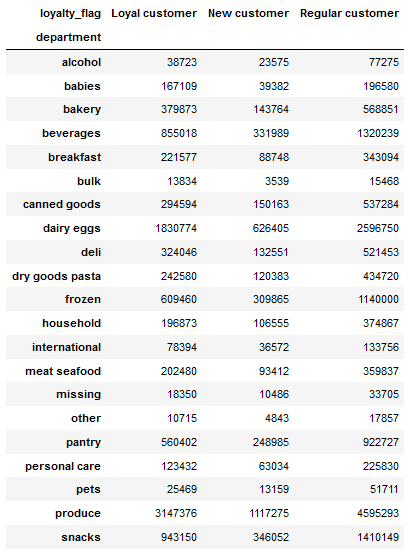 loyalty_flag Loyal customer New customer Regular customer
department
alcohol 38723 23575 77275
babies 167109 39382 196580
bakery 379873 143764 568851
beverages 855018 331989 1320239
breakfast 221577 88748 343094
bulk 13834 3539 15468
canned goods 294594 150163 537284
dairy eggs 1830774 626405 2596750
deli 324046 132551 521453
dry goods pasta 242580 120383 434720
frozen 609460 309865 1140000
household 196873 106555 374867
international 78394 36572 133756
meat seafood 202480 93412 359837
missing 18350 10486 33705
other 10715 4843 17857
pantry 560402 248985 922727
personal care 123432 63034 225830
pets 25469 13159 51711
produce 3147376 1117275 4595293
snacks 943150 346052 1410149